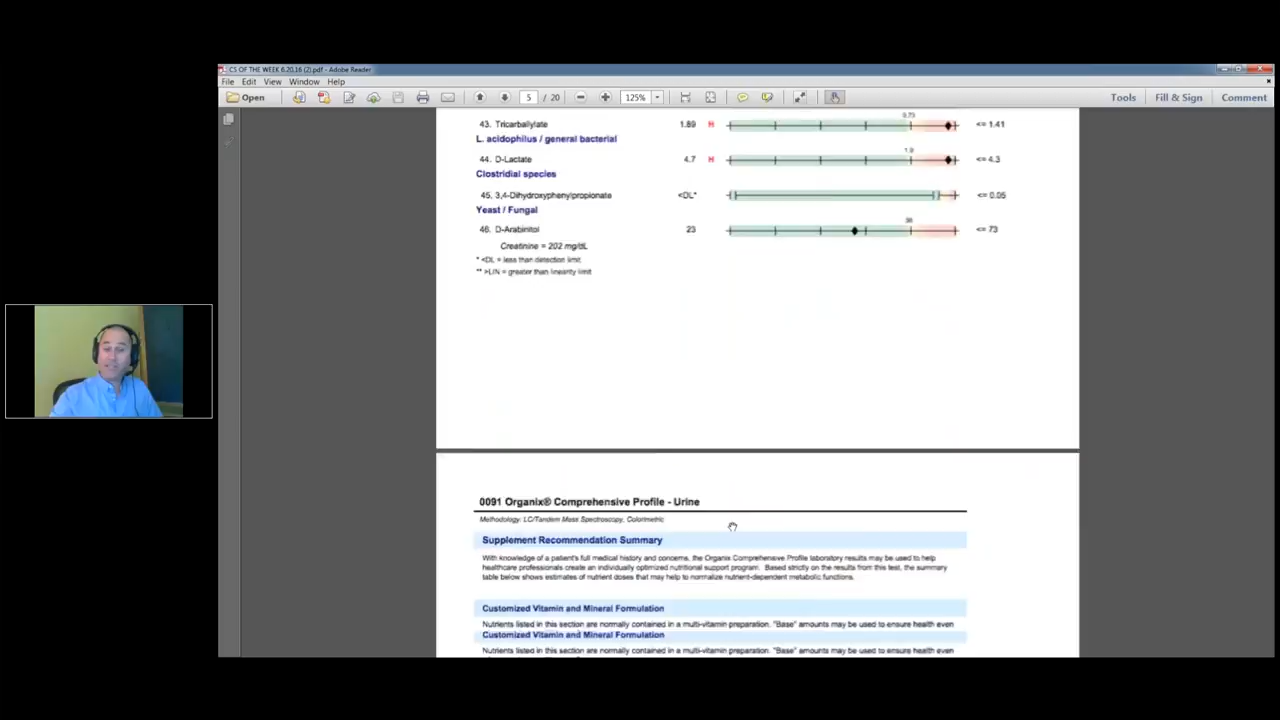 CS OF THE WEEK 6.20.16 (2).pdf - Adobe Reader
File Edit View Window Help
Open 5 / 20 125% Tools Fill & Sign Comment
0.73
43. Tricarballylate 1.89 H <= 1.41
L. acidophilus / general bacterial
1.9
44. D-Lactate 4.7 H <= 4.3
Clostridial species
45. 3,4-Dihydroxyphenylpropionate <DL* <= 0.05
Yeast / Fungal
46. D-Arabinitol 23 <= 73
Creatinine = 202 mg/dL
* <DL = less than detection limit
** >LIN = greater than linearity limit
0091 Organix® Comprehensive Profile - Urine
Methodology: LC/Tandem Mass Spectroscopy, Colorimetric
Supplement Recommendation Summary
With knowledge of a patient's full medical history and concerns, the Organix Comprehensive Profile laboratory results may be used to help
healthcare professionals create an individually optimized nutritional support program. Based strictly on the results from this test, the summary
table below shows estimates of nutrient doses that may help to normalize nutrient-dependent metabolic functions.
Customized Vitamin and Mineral Formulation
Nutrients listed in this section are normally contained in a multi-vitamin preparation. "Base" amounts may be used to ensure health even
Customized Vitamin and Mineral Formulation
Nutrients listed in this section are normally contained in a multi-vitamin preparation. "Base" amounts may be used to ensure health even